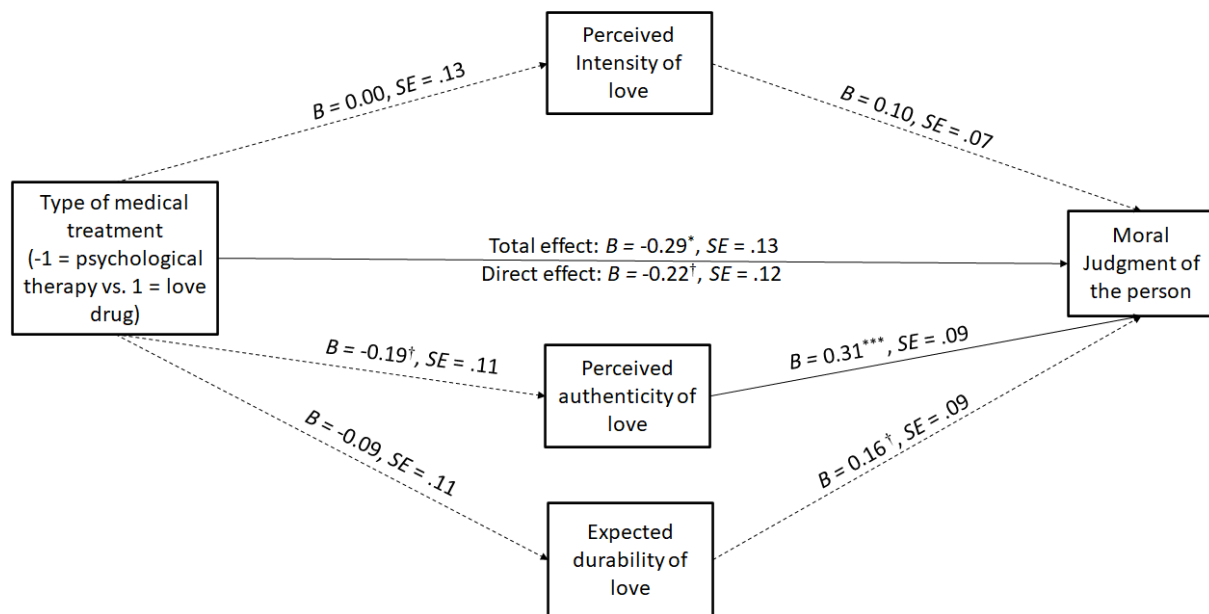 Perceived
Intensity of
love
B = 0.00, SE = .13
B = 0.10, SE = .07
Type of medical
treatment
(-1 = psychological
therapy vs. 1 = love
drug)
Total effect: B = -0.29*, SE = .13
Direct effect: B = -0.22†, SE = .12
Moral
Judgment of
the person
B = -0.19†, SE = .11
Perceived
authenticity of
love
B = 0.31***, SE = .09
B = -0.09, SE = .11
B = 0.16 †, SE = .09
Expected
durability of
love